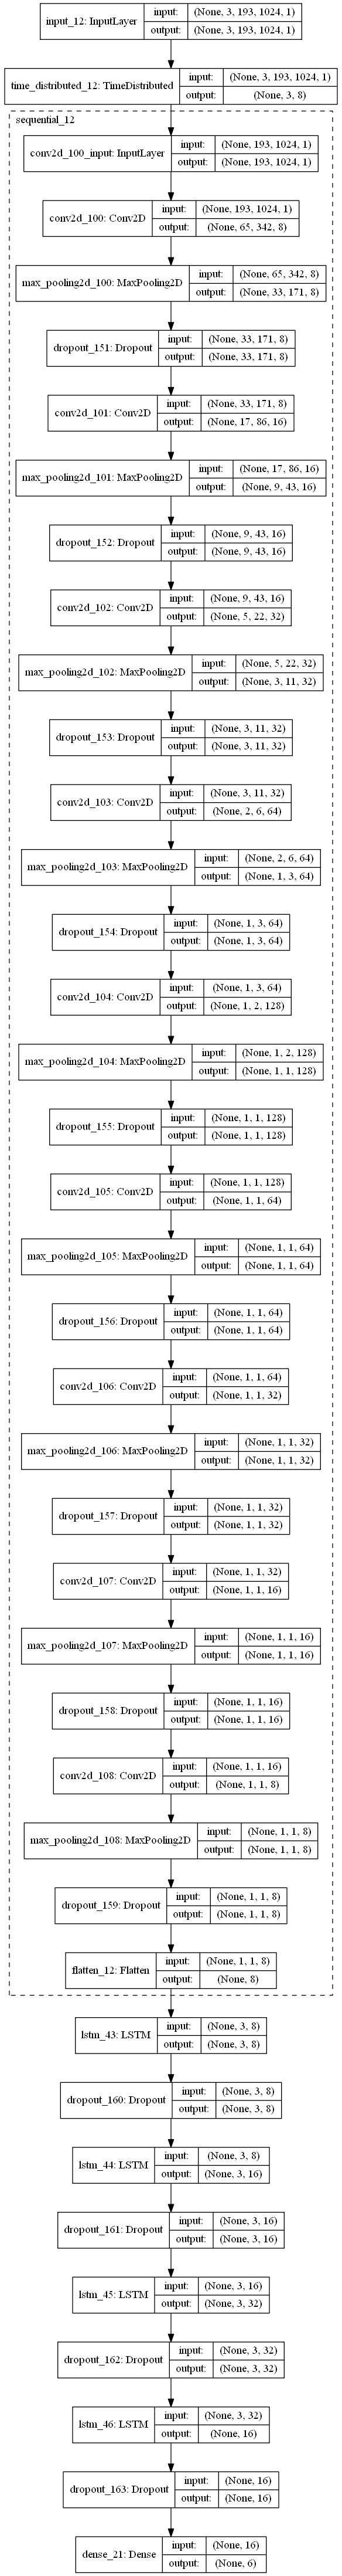 input_12: InputLayer
input: (None, 3, 193, 1024, 1)
output: (None, 3, 193, 1024, 1)
time_distributed_12: TimeDistributed
input: (None, 3, 193, 1024, 1)
output: (None, 3, 8)
sequential_12
conv2d_100_input: InputLayer
input: (None, 193, 1024, 1)
output: (None, 193, 1024, 1)
conv2d_100: Conv2D
input: (None, 193, 1024, 1)
output: (None, 65, 342, 8)
max_pooling2d_100: MaxPooling2D
input: (None, 65, 342, 8)
output: (None, 33, 171, 8)
dropout_151: Dropout
input: (None, 33, 171, 8)
output: (None, 33, 171, 8)
conv2d_101: Conv2D
input: (None, 33, 171, 8)
output: (None, 17, 86, 16)
max_pooling2d_101: MaxPooling2D
input: (None, 17, 86, 16)
output: (None, 9, 43, 16)
dropout_152: Dropout
input: (None, 9, 43, 16)
output: (None, 9, 43, 16)
conv2d_102: Conv2D
input: (None, 9, 43, 16)
output: (None, 5, 22, 32)
max_pooling2d_102: MaxPooling2D
input: (None, 5, 22, 32)
output: (None, 3, 11, 32)
dropout_153: Dropout
input: (None, 3, 11, 32)
output: (None, 3, 11, 32)
conv2d_103: Conv2D
input: (None, 3, 11, 32)
output: (None, 2, 6, 64)
max_pooling2d_103: MaxPooling2D
input: (None, 2, 6, 64)
output: (None, 1, 3, 64)
dropout_154: Dropout
input: (None, 1, 3, 64)
output: (None, 1, 3, 64)
conv2d_104: Conv2D
input: (None, 1, 3, 64)
output: (None, 1, 2, 128)
max_pooling2d_104: MaxPooling2D
input: (None, 1, 2, 128)
output: (None, 1, 1, 128)
dropout_155: Dropout
input: (None, 1, 1, 128)
output: (None, 1, 1, 128)
conv2d_105: Conv2D
input: (None, 1, 1, 128)
output: (None, 1, 1, 64)
max_pooling2d_105: MaxPooling2D
input: (None, 1, 1, 64)
output: (None, 1, 1, 64)
dropout_156: Dropout
input: (None, 1, 1, 64)
output: (None, 1, 1, 64)
conv2d_106: Conv2D
input: (None, 1, 1, 64)
output: (None, 1, 1, 32)
max_pooling2d_106: MaxPooling2D
input: (None, 1, 1, 32)
output: (None, 1, 1, 32)
dropout_157: Dropout
input: (None, 1, 1, 32)
output: (None, 1, 1, 32)
conv2d_107: Conv2D
input: (None, 1, 1, 32)
output: (None, 1, 1, 16)
max_pooling2d_107: MaxPooling2D
input: (None, 1, 1, 16)
output: (None, 1, 1, 16)
dropout_158: Dropout
input: (None, 1, 1, 16)
output: (None, 1, 1, 16)
conv2d_108: Conv2D
input: (None, 1, 1, 16)
output: (None, 1, 1, 8)
max_pooling2d_108: MaxPooling2D
input: (None, 1, 1, 8)
output: (None, 1, 1, 8)
dropout_159: Dropout
input: (None, 1, 1, 8)
output: (None, 1, 1, 8)
flatten_12: Flatten
input: (None, 1, 1, 8)
output: (None, 8)
lstm_43: LSTM
input: (None, 3, 8)
output: (None, 3, 8)
dropout_160: Dropout
input: (None, 3, 8)
output: (None, 3, 8)
lstm_44: LSTM
input: (None, 3, 8)
output: (None, 3, 16)
dropout_161: Dropout
input: (None, 3, 16)
output: (None, 3, 16)
lstm_45: LSTM
input: (None, 3, 16)
output: (None, 3, 32)
dropout_162: Dropout
input: (None, 3, 32)
output: (None, 3, 32)
lstm_46: LSTM
input: (None, 3, 32)
output: (None, 16)
dropout_163: Dropout
input: (None, 16)
output: (None, 16)
dense_21: Dense
input: (None, 16)
output: (None, 6)